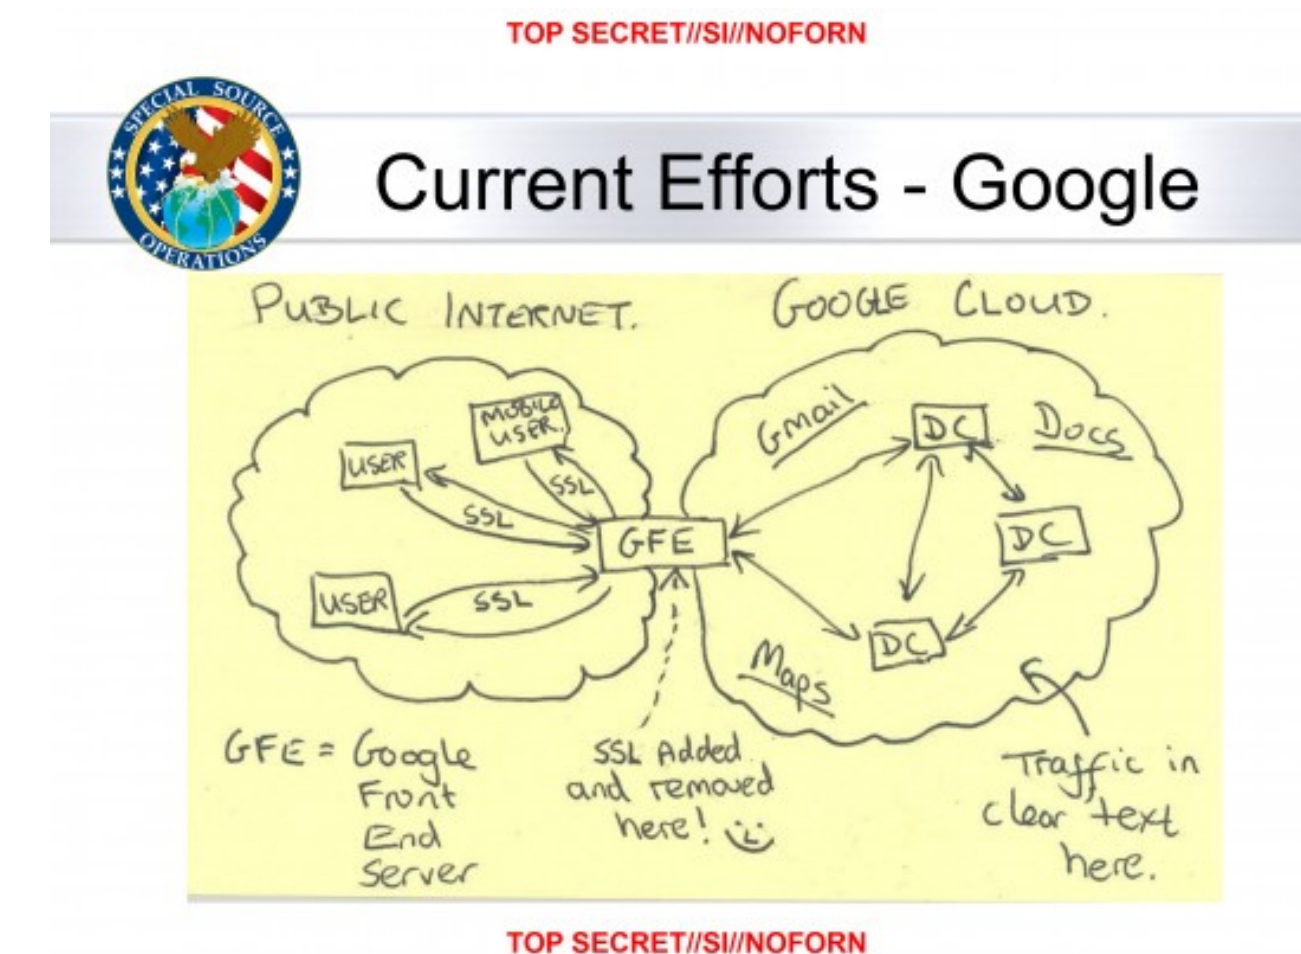 TOP SECRET//SI//NOFORN
SPECIAL SOURCE
OPERATIONS
Current Efforts - Google
PUBLIC INTERNET.
GOOGLE CLOUD.
MOBILE
USER.
USER
SSL
SSL
GFE
USER
SSL
Gmail
DC
Docs
DC
DC
Maps
GFE = Google
Front
End
Server
SSL Added
and removed
here!
Traffic in
clear text
here.
TOP SECRET//SI//NOFORN